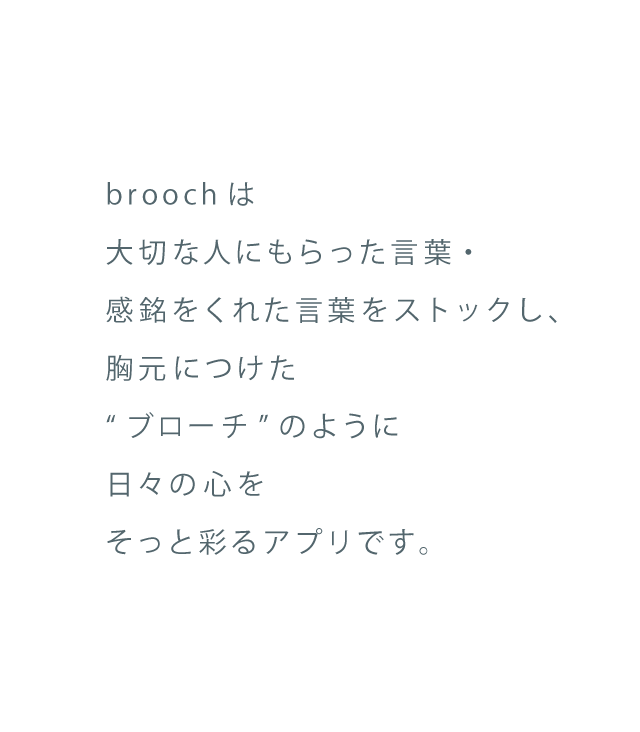 brooch は
大切な人にもらった言葉・
感銘をくれた言葉をストックし、
胸元につけた
“ ブローチ ” のように
日々の心を
そっと彩るアプリです。